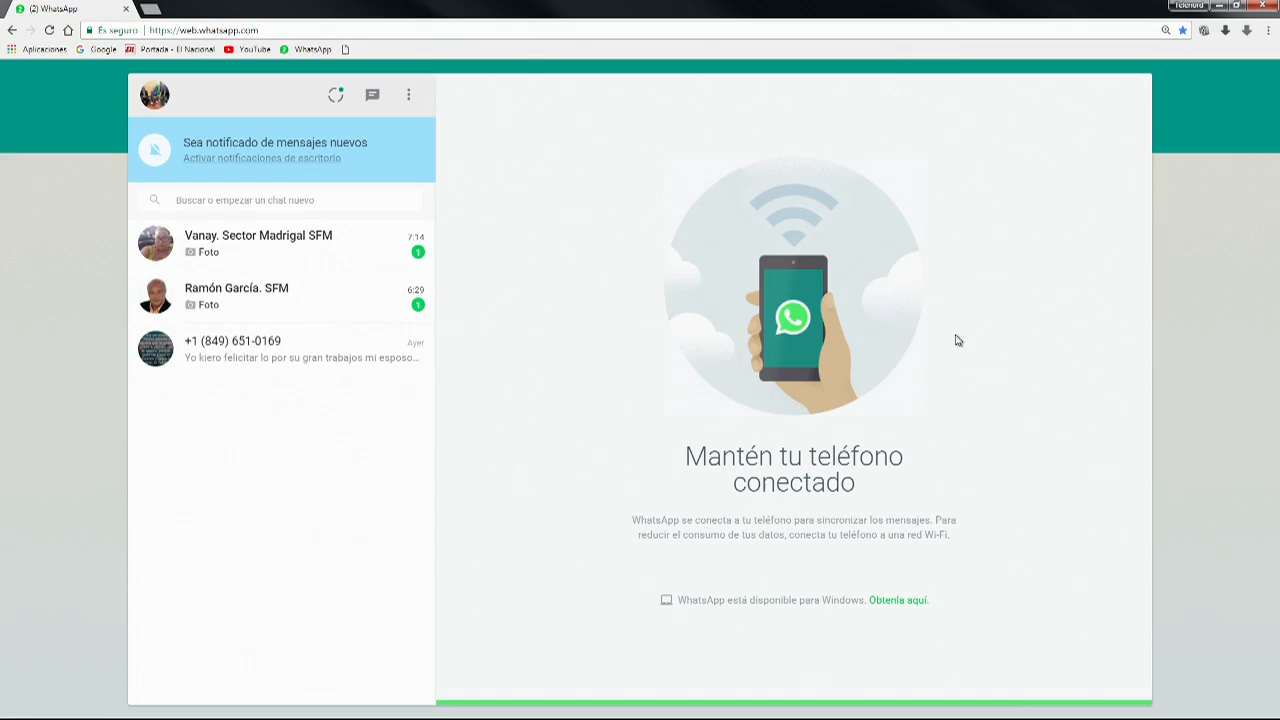 (2) WhatsApp
Telenord
Es seguro https://web.whatsapp.com
Aplicaciones Google Portada - El Nacional YouTube WhatsApp
Sea notificado de mensajes nuevos
Activar notificaciones de escritorio
Buscar o empezar un chat nuevo
Vanay. Sector Madrigal SFM 7:14
Foto 1
Ramón García. SFM 6:29
Foto 1
+1 (849) 651-0169 Ayer
Yo kiero felicitar lo por su gran trabajos mi esposo...
Mantén tu teléfono
conectado
WhatsApp se conecta a tu teléfono para sincronizar los mensajes. Para
reducir el consumo de tus datos, conecta tu teléfono a una red Wi-Fi.
WhatsApp está disponible para Windows. Obtenla aquí.